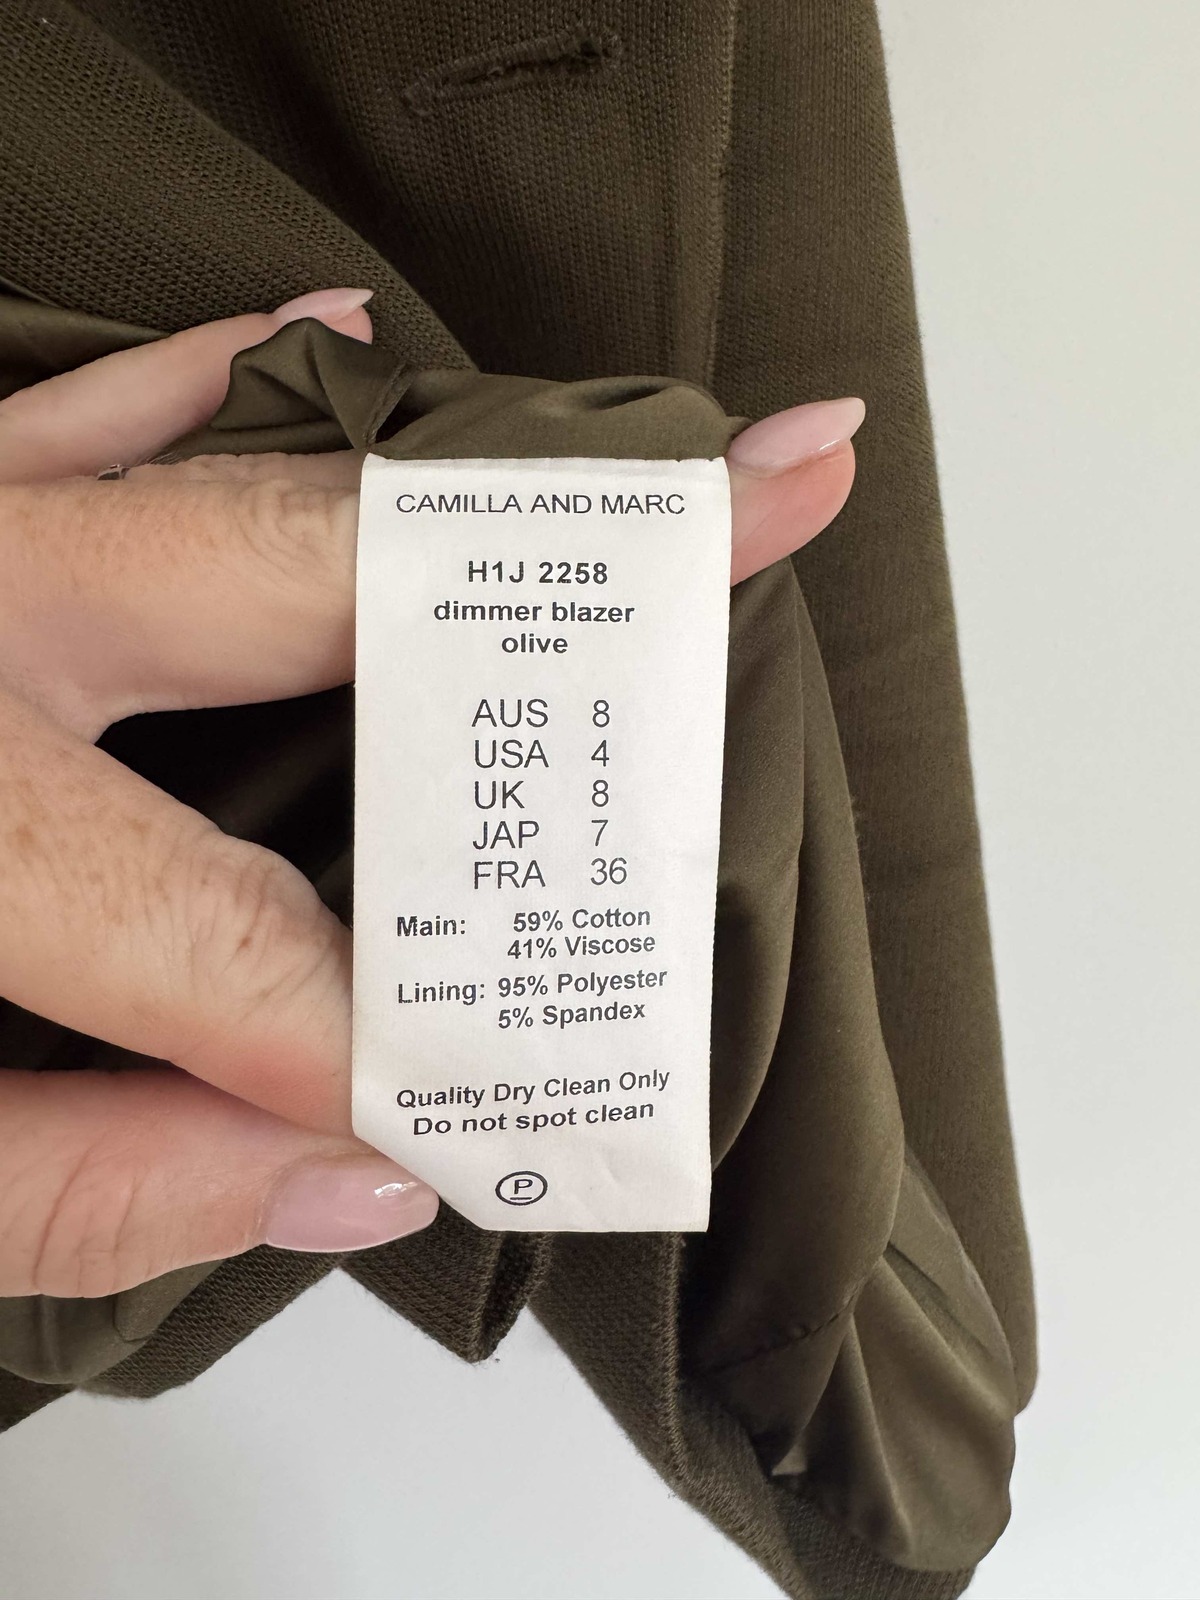 CAMILLA AND MARC
H1J 2258
dimmer blazer
olive
AUS 8
USA 4
UK 8
JAP 7
FRA 36
Main: 59% Cotton
41% Viscose
Lining: 95% Polyester
5% Spandex
Quality Dry Clean Only
Do not spot clean
P